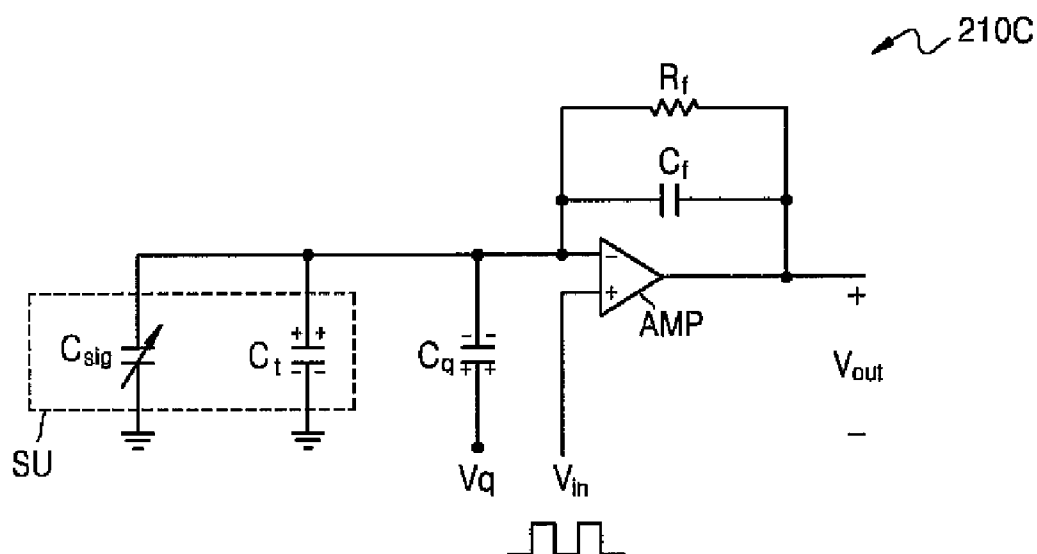 210C
Rf
Cf
−
+
AMP
Csig
++
Ct
−−
−−
Cq
++
+
Vout
−
SU
Vq
Vin